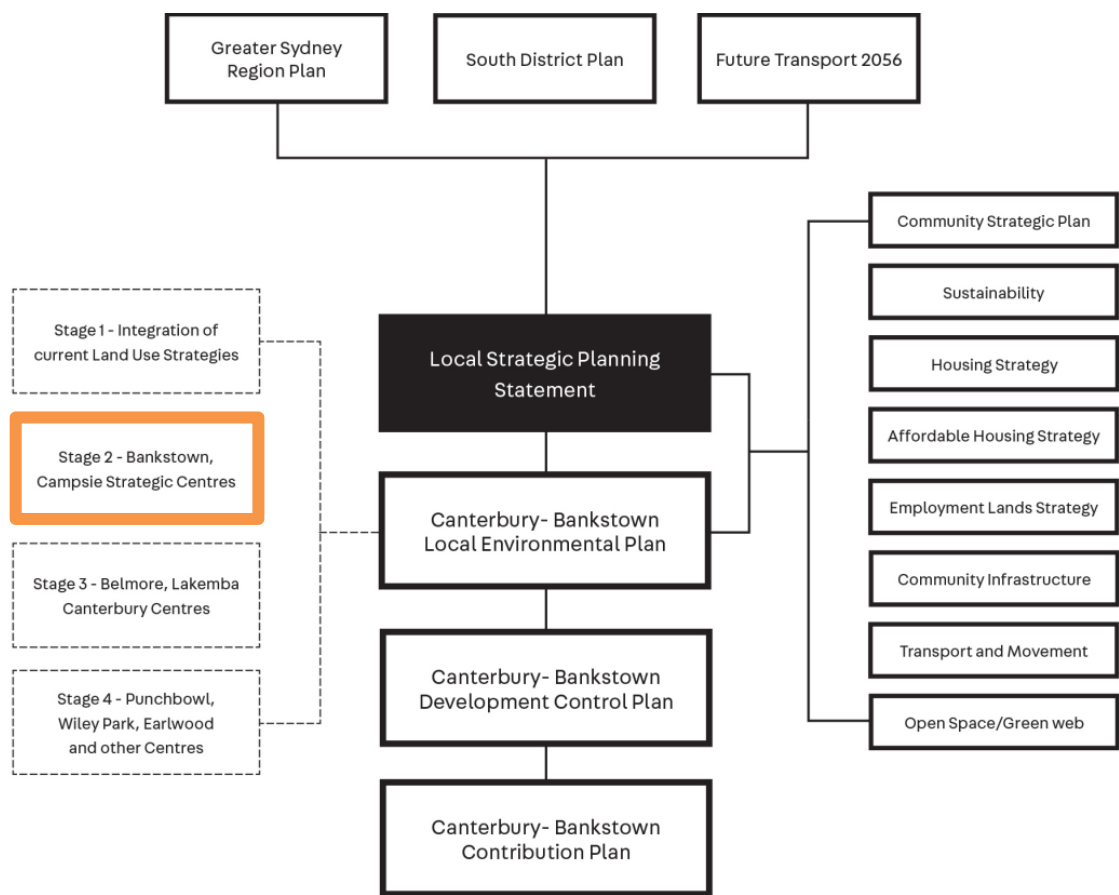 Greater Sydney
Region Plan
South District Plan
Future Transport 2056
Stage 1 - Integration of
current Land Use Strategies
Stage 2 - Bankstown,
Campsie Strategic Centres
Stage 3 - Belmore, Lakemba
Canterbury Centres
Stage 4 - Punchbowl,
Wiley Park, Earlwood
and other Centres
Local Strategic Planning
Statement
Canterbury- Bankstown
Local Environmental Plan
Canterbury- Bankstown
Development Control Plan
Canterbury- Bankstown
Contribution Plan
Community Strategic Plan
Sustainability
Housing Strategy
Affordable Housing Strategy
Employment Lands Strategy
Community Infrastructure
Transport and Movement
Open Space/Green web